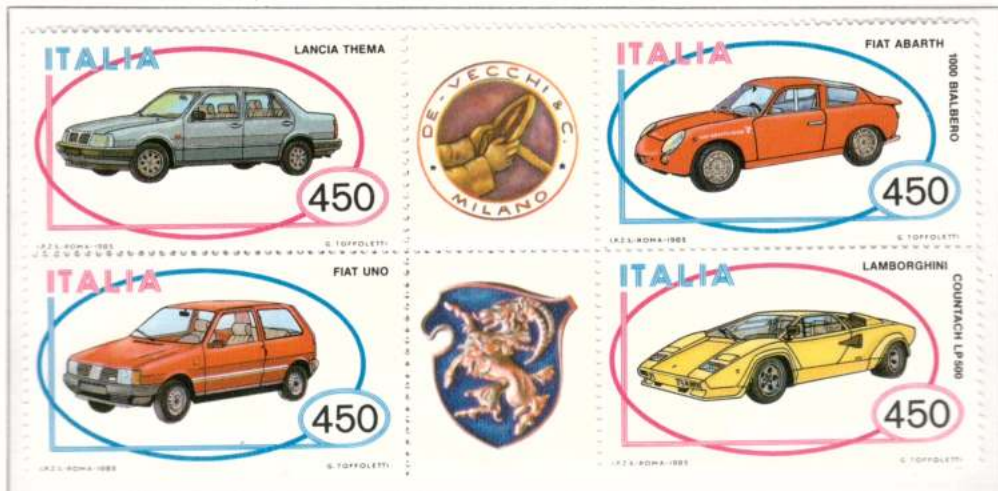 ITALIA
LANCIA THEMA
450
I.P.Z.S.-ROMA-1985
G. TOFFOLETTI
DE·VECCHI & C.
MILANO
ITALIA
FIAT ABARTH
1000 BIALBERO
450
I.P.Z.S.-ROMA-1985
G. TOFFOLETTI
ITALIA
FIAT UNO
450
I.P.Z.S.-ROMA-1985
G. TOFFOLETTI
ITALIA
LAMBORGHINI
COUNTACH LP500
450
I.P.Z.S.-ROMA-1985
G. TOFFOLETTI